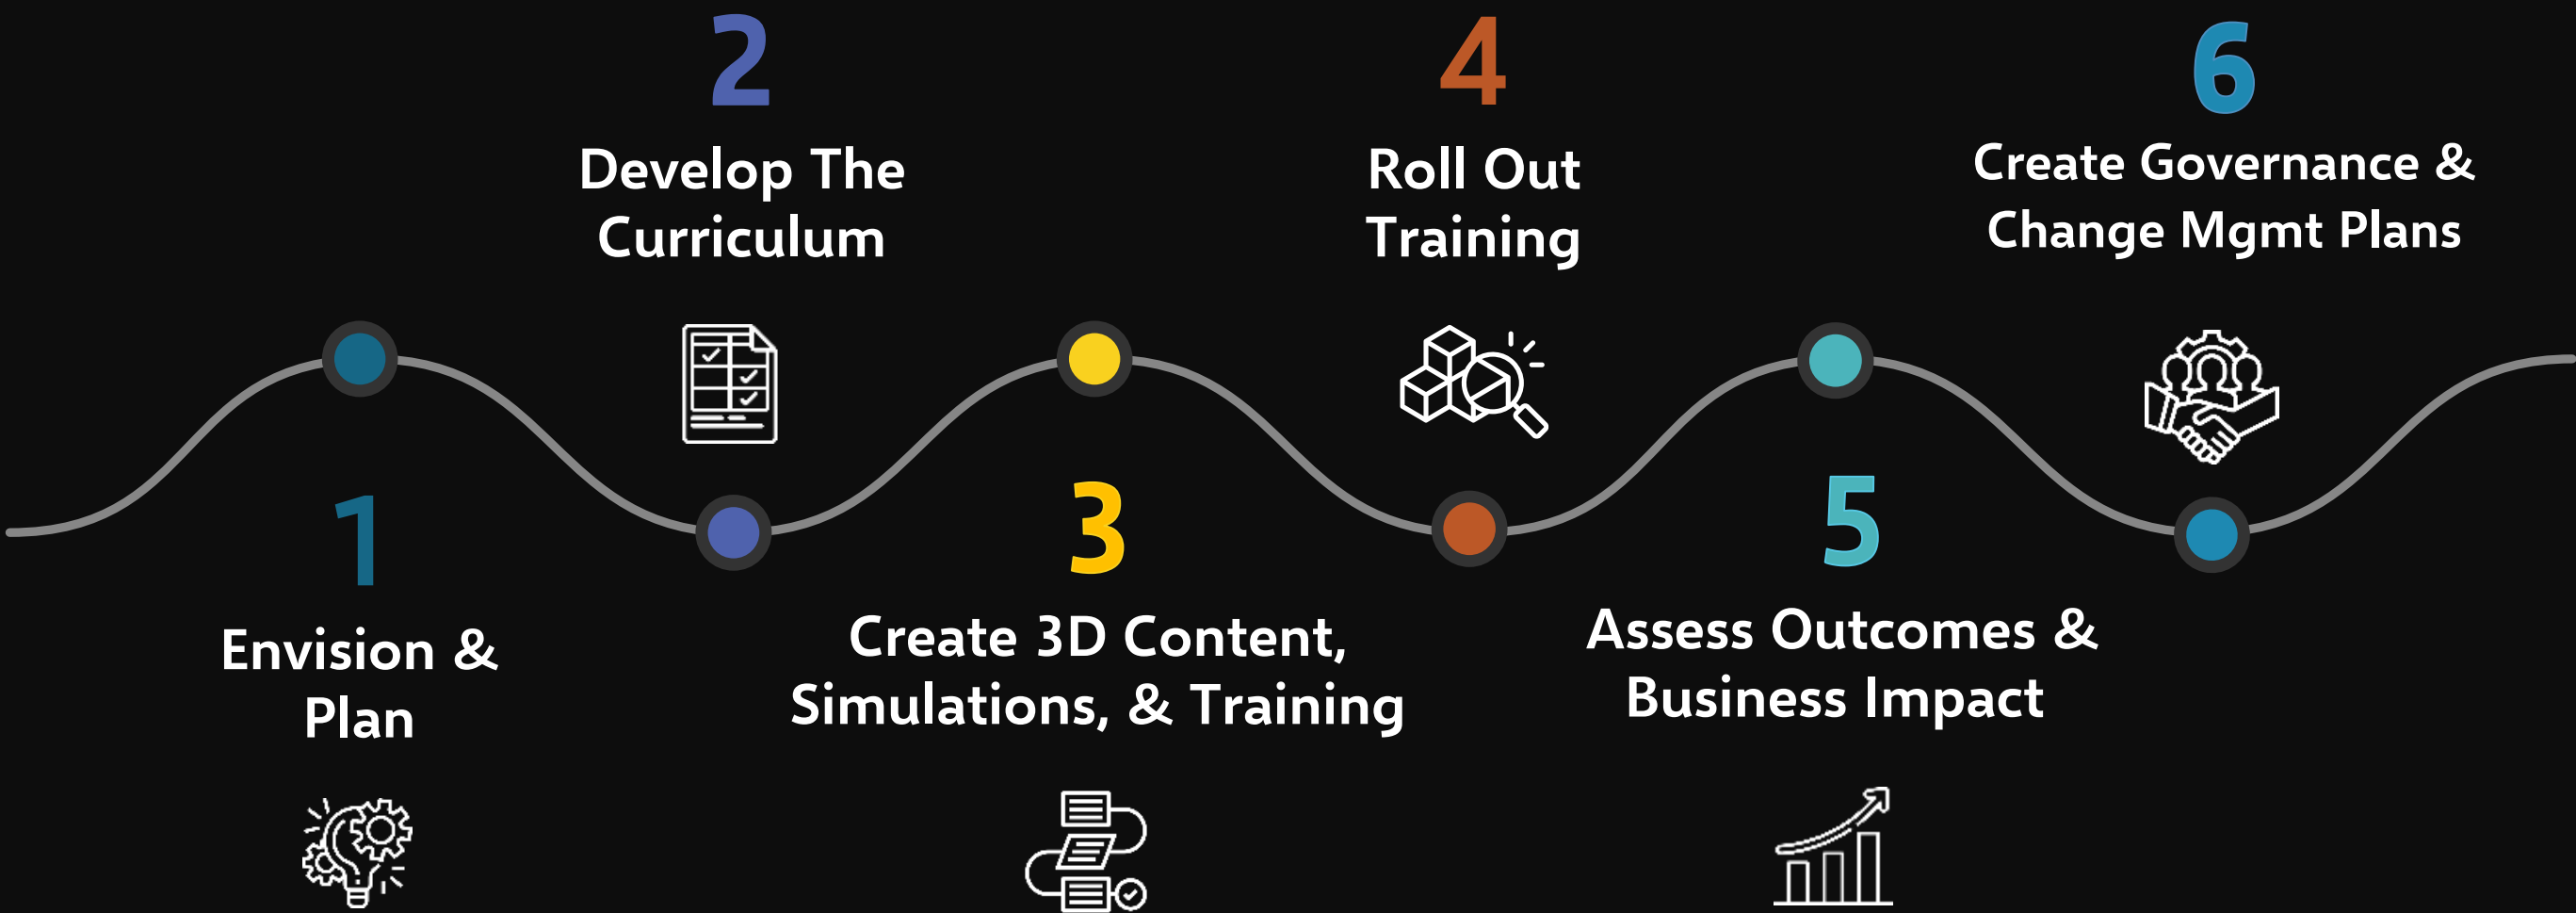 1
Envision &
Plan
2
Develop The
Curriculum
3
Create 3D Content,
Simulations, & Training
4
Roll Out
Training
5
Assess Outcomes &
Business Impact
6
Create Governance &
Change Mgmt Plans